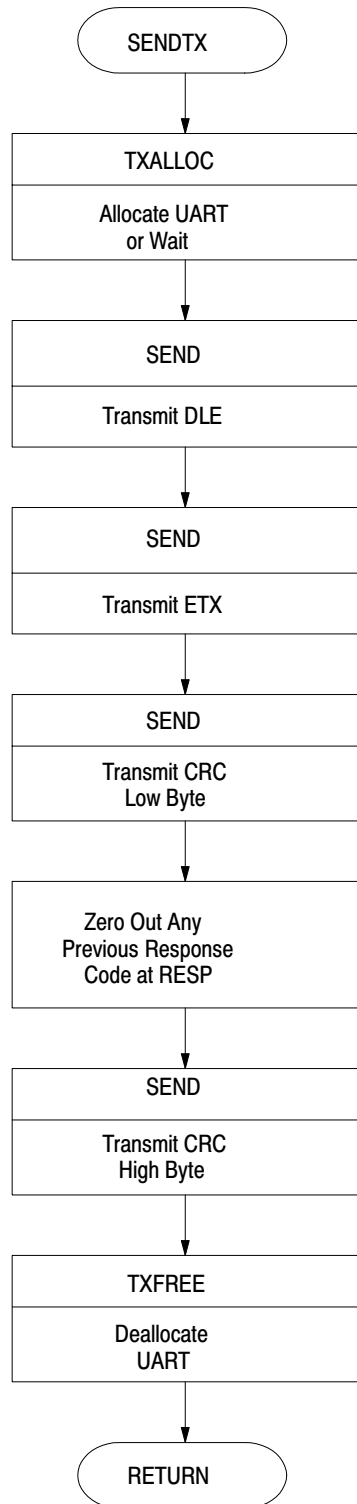 SENDTX
TXALLOC
Allocate UART
or Wait
SEND
Transmit DLE
SEND
Transmit ETX
SEND
Transmit CRC
Low Byte
Zero Out Any
Previous Response
Code at RESP
SEND
Transmit CRC
High Byte
TXFREE
Deallocate
UART
RETURN